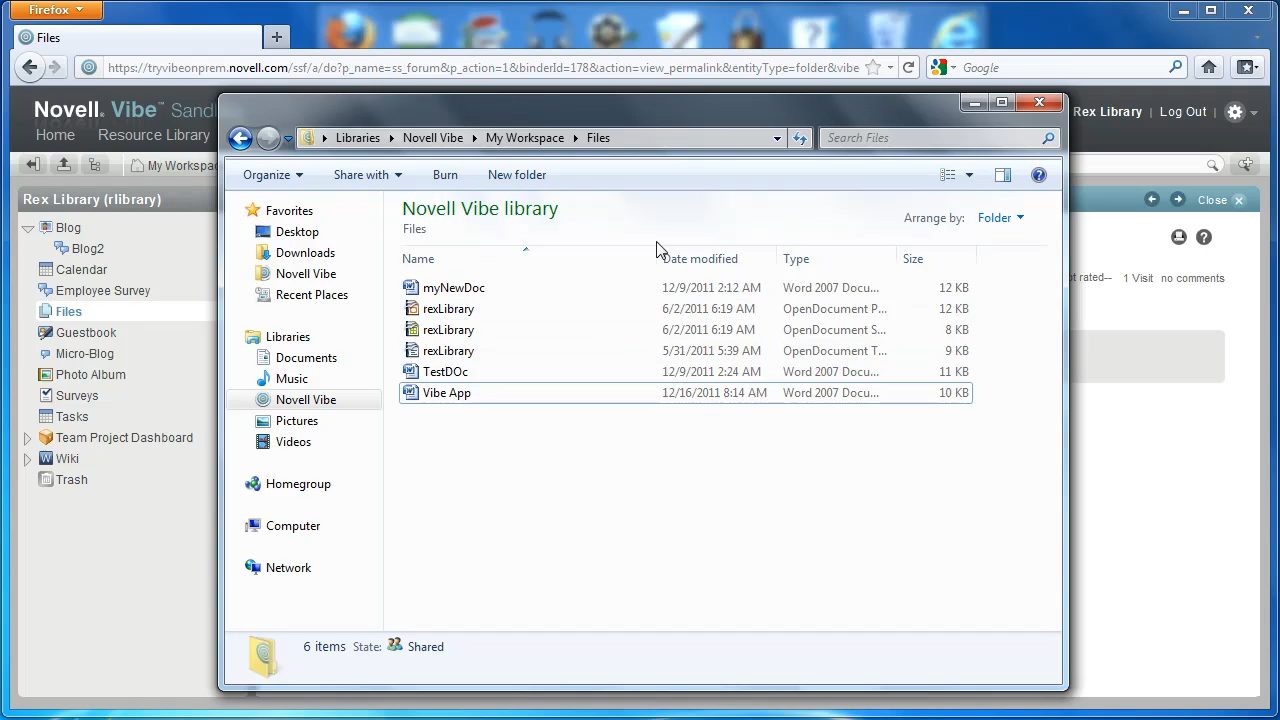 Firefox
Files
https://tryvibeonprem.novell.com/ssf/a/do?p_name=ss_forum&p_action=1&binderId=178&action=view_permalink&entityType=folder&vibe
Google
Novell. Vibe™ Sand
Rex Library | Log Out |
Home Resource Library
My Workspac
Libraries Novell Vibe My Workspace Files
Search Files
Organize Share with Burn New folder
Rex Library (rlibrary)
Close
Blog
Blog2
Calendar
Employee Survey
Files
Guestbook
Micro-Blog
Photo Album
Surveys
Tasks
Team Project Dashboard
Wiki
Trash
Favorites
Desktop
Downloads
Novell Vibe
Recent Places
Libraries
Documents
Music
Novell Vibe
Pictures
Videos
Homegroup
Computer
Network
Novell Vibe library
Files
Arrange by: Folder
Name Date modified Type Size
myNewDoc 12/9/2011 2:12 AM Word 2007 Docu... 12 KB
rexLibrary 6/2/2011 6:19 AM OpenDocument P... 12 KB
rexLibrary 6/2/2011 6:19 AM OpenDocument S... 8 KB
rexLibrary 5/31/2011 5:39 AM OpenDocument T... 9 KB
TestDOc 12/9/2011 2:24 AM Word 2007 Docu... 11 KB
Vibe App 12/16/2011 8:14 AM Word 2007 Docu... 10 KB
ot rated-- 1 Visit no comments
6 items State: Shared